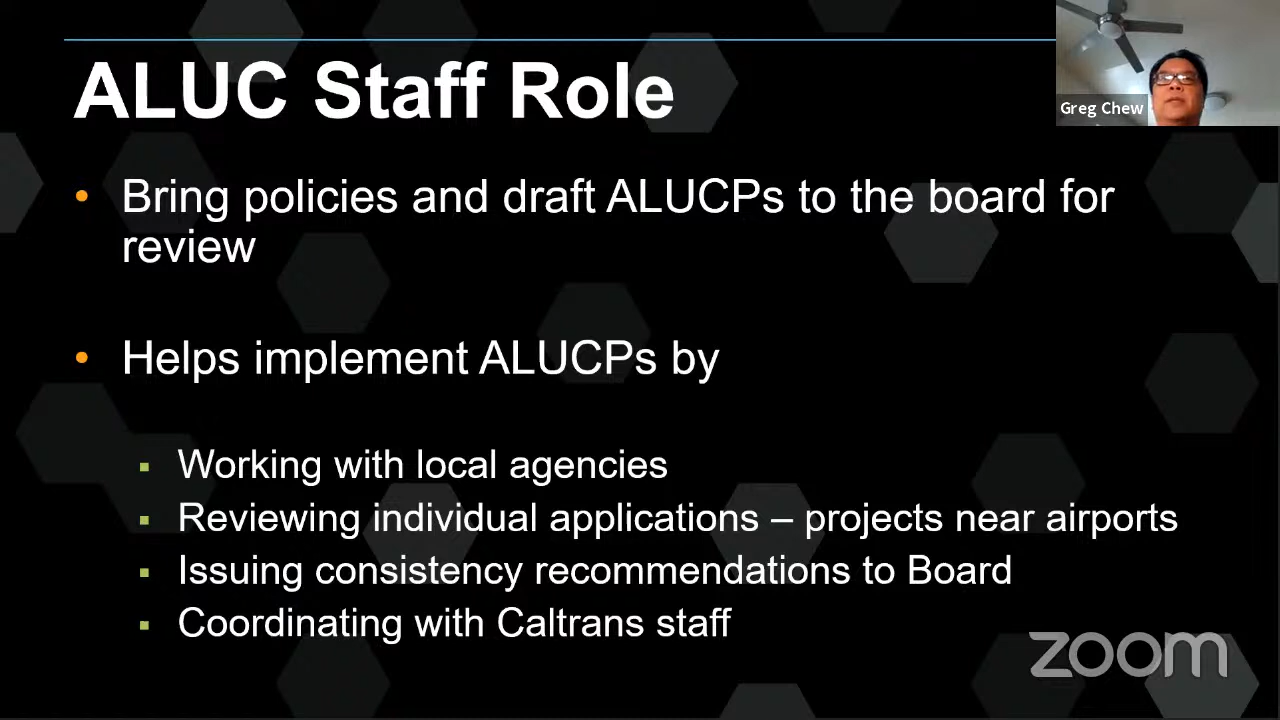 ALUC Staff Role
Greg Chew
• Bring policies and draft ALUCPs to the board for
review
• Helps implement ALUCPs by
▪ Working with local agencies
▪ Reviewing individual applications – projects near airports
▪ Issuing consistency recommendations to Board
▪ Coordinating with Caltrans staff
zoom